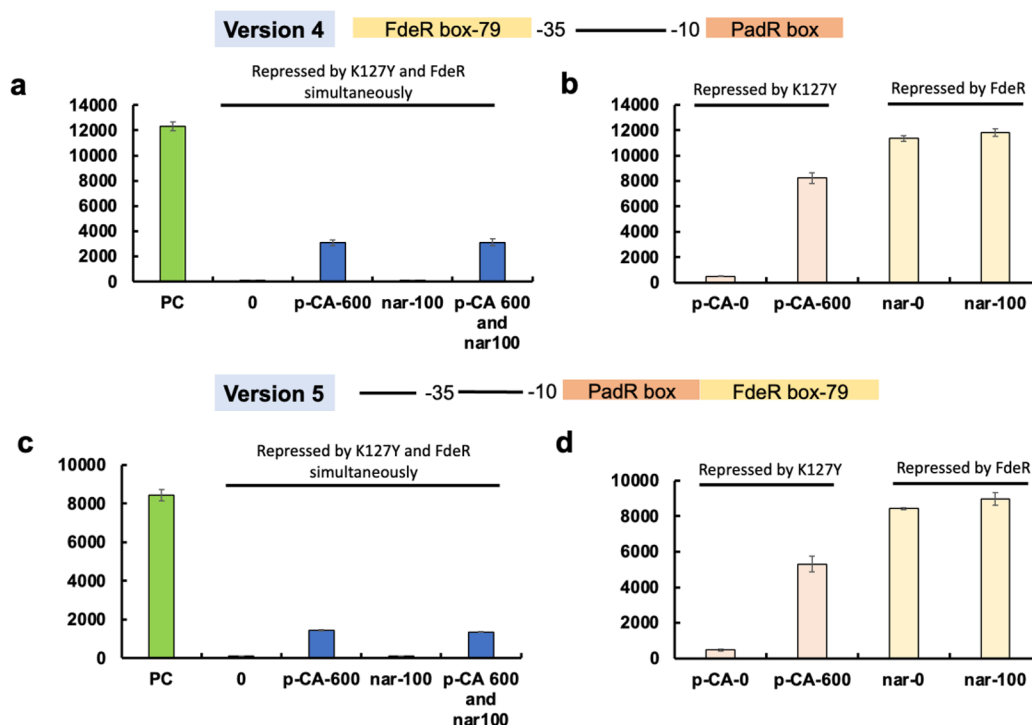 Version 4
FdeR box-79
-35
-10
PadR box
a
Repressed by K127Y and FdeR
simultaneously
14000
12000
10000
8000
6000
4000
2000
0
PC
0
p-CA-600
nar-100
p-CA 600
and
nar100
b
Repressed by K127Y
Repressed by FdeR
14000
12000
10000
8000
6000
4000
2000
0
p-CA-0
p-CA-600
nar-0
nar-100
Version 5
-35
-10
PadR box
FdeR box-79
c
Repressed by K127Y and FdeR
simultaneously
10000
8000
6000
4000
2000
0
PC
0
p-CA-600
nar-100
p-CA 600
and
nar100
d
Repressed by K127Y
Repressed by FdeR
10000
8000
6000
4000
2000
0
p-CA-0
p-CA-600
nar-0
nar-100